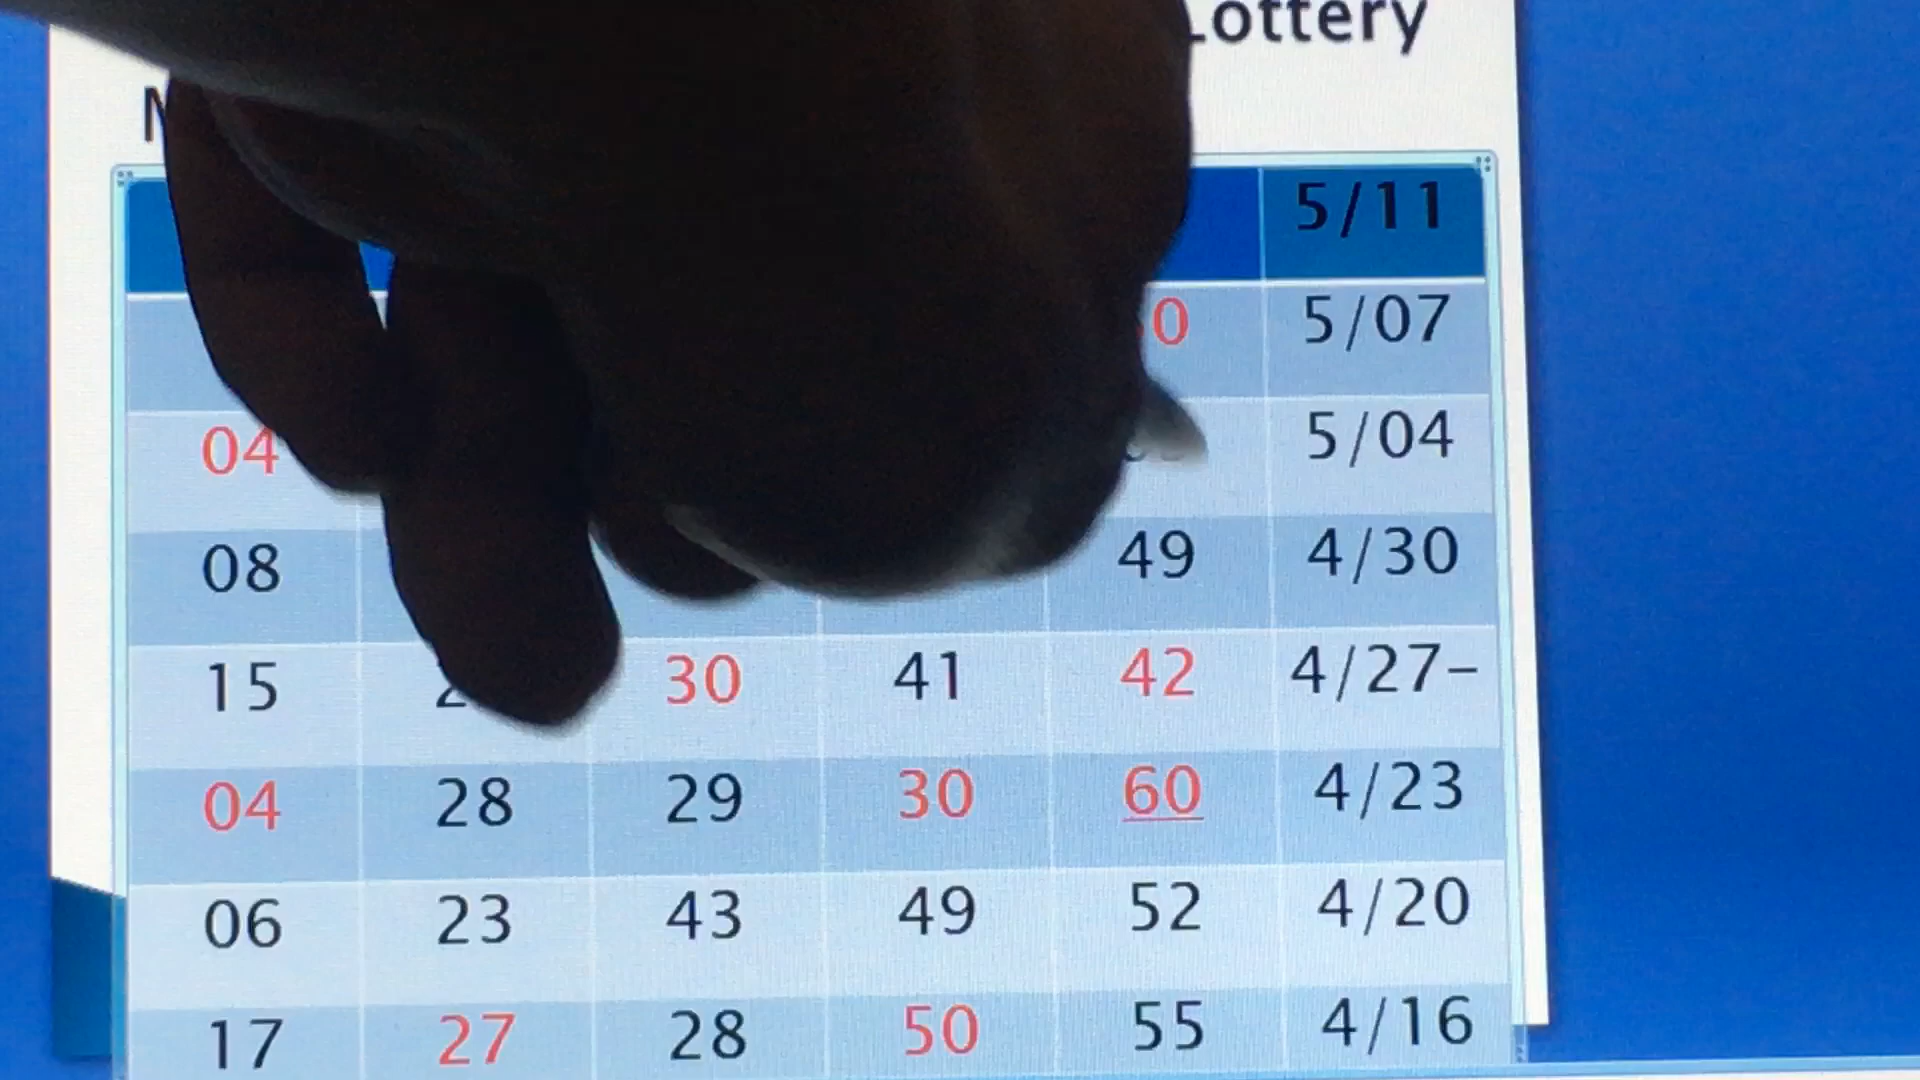 Lottery
5/11
5/07
04 5/04
08 49 4/30
15 30 41 42 4/27-
04 28 29 30 60 4/23
06 23 43 49 52 4/20
17 27 28 50 55 4/16